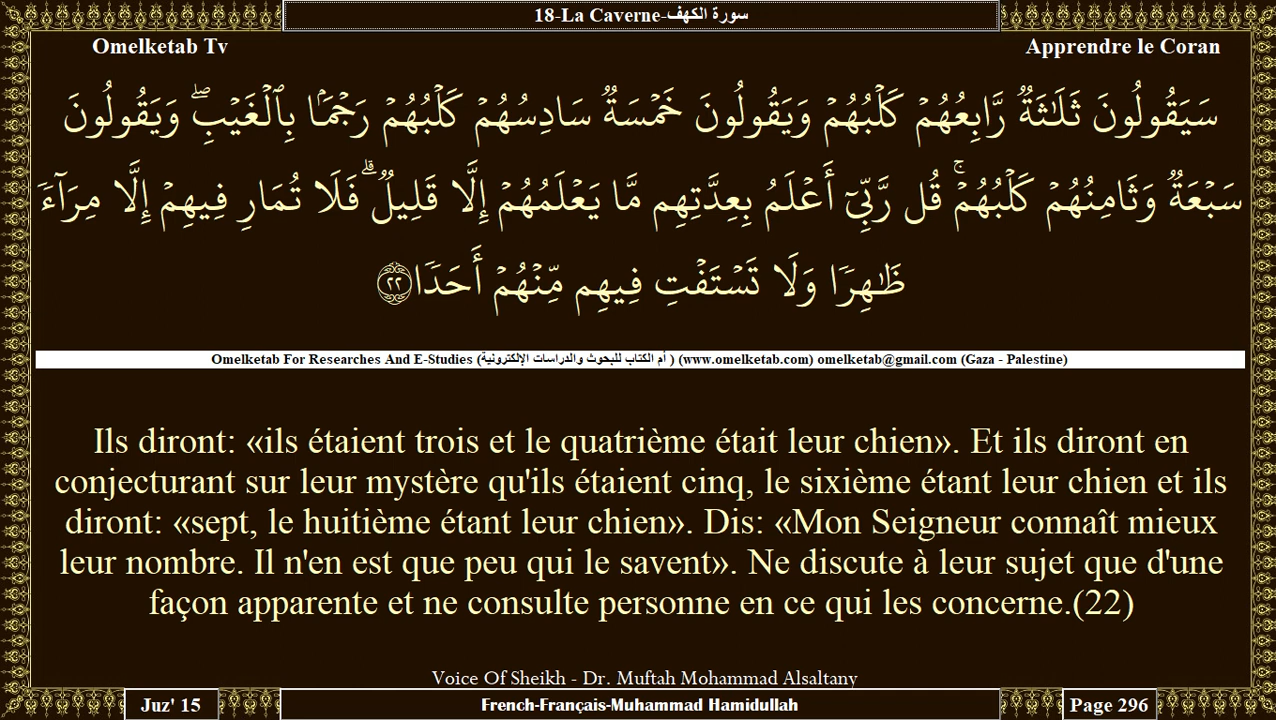 18-La Caverne-سورة الكهف
Omelketab Tv
Apprendre le Coran
سَيَقُولُونَ ثَلَٰثَةٌ رَّابِعُهُمْ كَلْبُهُمْ وَيَقُولُونَ خَمْسَةٌ سَادِسُهُمْ كَلْبُهُمْ رَجْمًۢا بِٱلْغَيْبِ ۖ وَيَقُولُونَ
سَبْعَةٌ وَثَامِنُهُمْ كَلْبُهُمْ ۚ قُل رَّبِّىٓ أَعْلَمُ بِعِدَّتِهِم مَّا يَعْلَمُهُمْ إِلَّا قَلِيلٌ ۗ فَلَا تُمَارِ فِيهِمْ إِلَّا مِرَآءً
ظَٰهِرًا وَلَا تَسْتَفْتِ فِيهِم مِّنْهُمْ أَحَدًا ٢٢
Omelketab For Researches And E-Studies (أم الكتاب للبحوث والدراسات الإلكترونية ) (www.omelketab.com) omelketab@gmail.com (Gaza - Palestine)
Ils diront: «ils étaient trois et le quatrième était leur chien». Et ils diront en
conjecturant sur leur mystère qu'ils étaient cinq, le sixième étant leur chien et ils
diront: «sept, le huitième étant leur chien». Dis: «Mon Seigneur connaît mieux
leur nombre. Il n'en est que peu qui le savent». Ne discute à leur sujet que d'une
façon apparente et ne consulte personne en ce qui les concerne.(22)
Voice Of Sheikh - Dr. Muftah Mohammad Alsaltany
Juz' 15
French-Français-Muhammad Hamidullah
Page 296